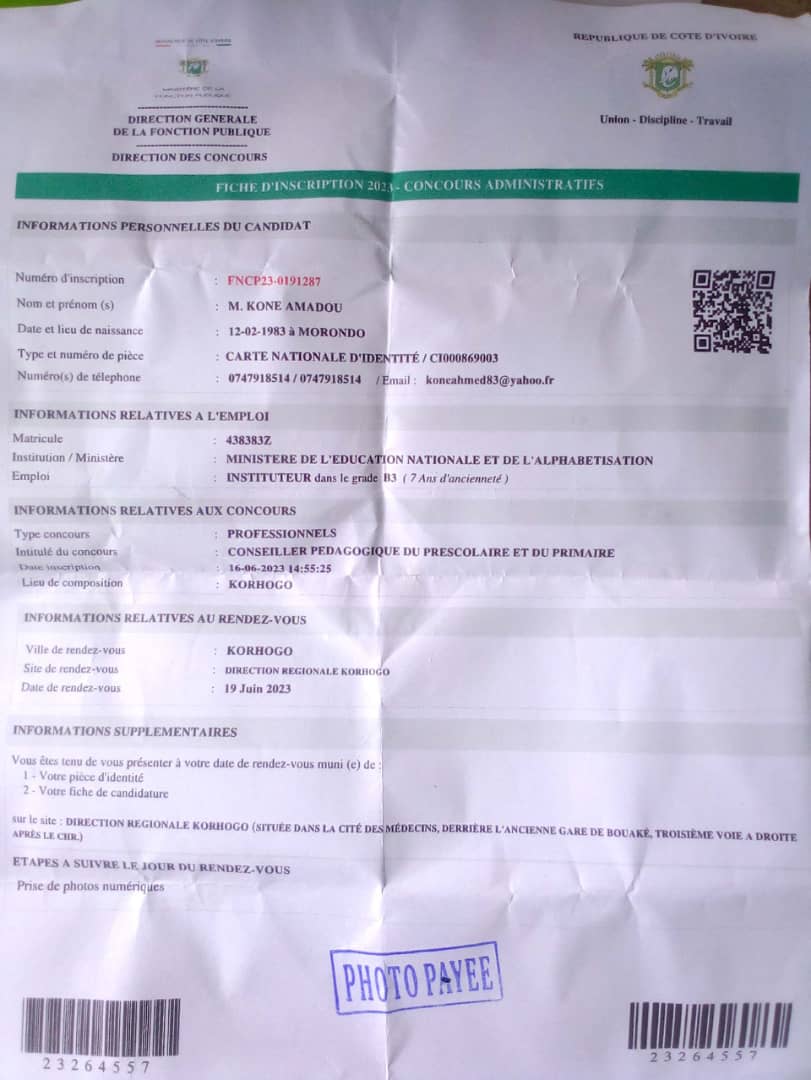 MINISTÈRE DE LA
FONCTION PUBLIQUE
DIRECTION GENERALE
DE LA FONCTION PUBLIQUE
DIRECTION DES CONCOURS
REPUBLIQUE DE COTE D'IVOIRE
Union - Discipline - Travail
FICHE D'INSCRIPTION 2023 - CONCOURS ADMINISTRATIFS
INFORMATIONS PERSONNELLES DU CANDIDAT
Numéro d'inscription : FNCP23-0191287
Nom et prénom (s) : M. KONE AMADOU
Date et lieu de naissance : 12-02-1983 à MORONDO
Type et numéro de pièce : CARTE NATIONALE D'IDENTITÉ / CI000869003
Numéro(s) de télephone : 0747918514 / 0747918514 / Email : koneahmed83@yahoo.fr
INFORMATIONS RELATIVES A L'EMPLOI
Matricule : 438383Z
Institution / Ministère : MINISTERE DE L'EDUCATION NATIONALE ET DE L'ALPHABETISATION
Emploi : INSTITUTEUR dans le grade B3 ( 7 Ans d'ancienneté )
INFORMATIONS RELATIVES AUX CONCOURS
Type concours : PROFESSIONNELS
Intitulé du concours : CONSEILLER PEDAGOGIQUE DU PRESCOLAIRE ET DU PRIMAIRE
Date inscription : 16-06-2023 14:55:25
Lieu de composition : KORHOGO
INFORMATIONS RELATIVES AU RENDEZ-VOUS
Ville de rendez-vous : KORHOGO
Site de rendez-vous : DIRECTION REGIONALE KORHOGO
Date de rendez-vous : 19 Juin 2023
INFORMATIONS SUPPLEMENTAIRES
Vous êtes tenu de vous présenter à votre date de rendez-vous muni (e) de :
1 - Votre pièce d'identité
2 - Votre fiche de candidature
sur le site : DIRECTION REGIONALE KORHOGO (SITUÉE DANS LA CITÉ DES MÉDECINS, DERRIÈRE L'ANCIENNE GARE DE BOUAKÉ, TROISIÈME VOIE A DROITE
APRÈS LE CHR.)
ETAPES A SUIVRE LE JOUR DU RENDEZ-VOUS
Prise de photos numériques
PHOTO PAYEE
23264557
23264557